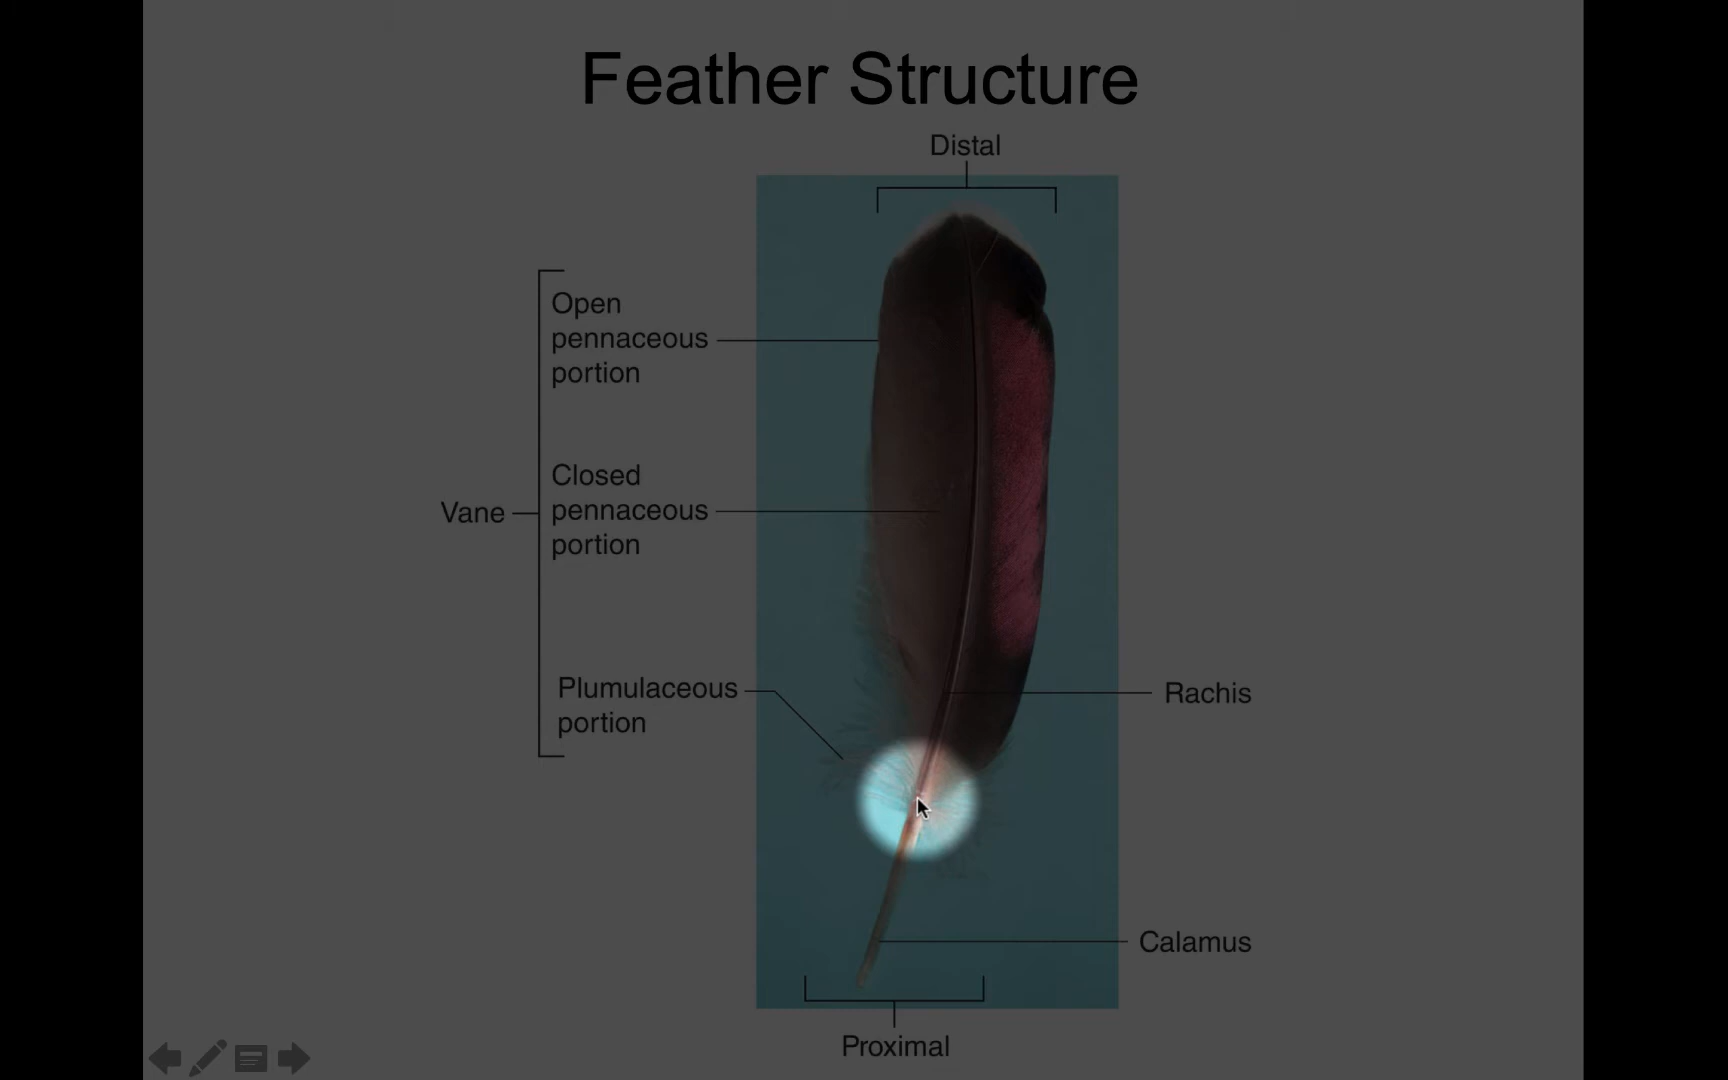 Feather Structure
Distal
Open
pennaceous
portion
Closed
pennaceous
portion
Vane
Plumulaceous
portion
Rachis
Calamus
Proximal